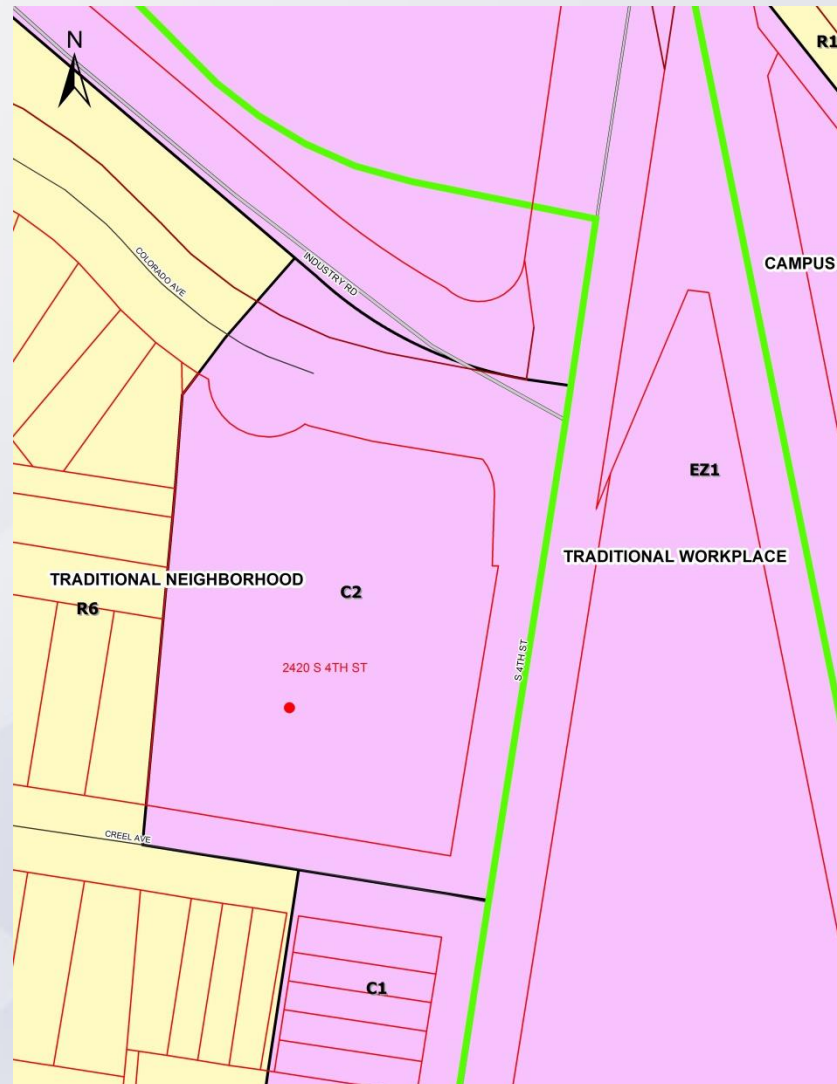 N
R1
COLORADO AVE
INDUSTRY RD
CAMPUS
EZ1
TRADITIONAL WORKPLACE
TRADITIONAL NEIGHBORHOOD
C2
R6
S 4TH ST
2420 S 4TH ST
CREEL AVE
C1